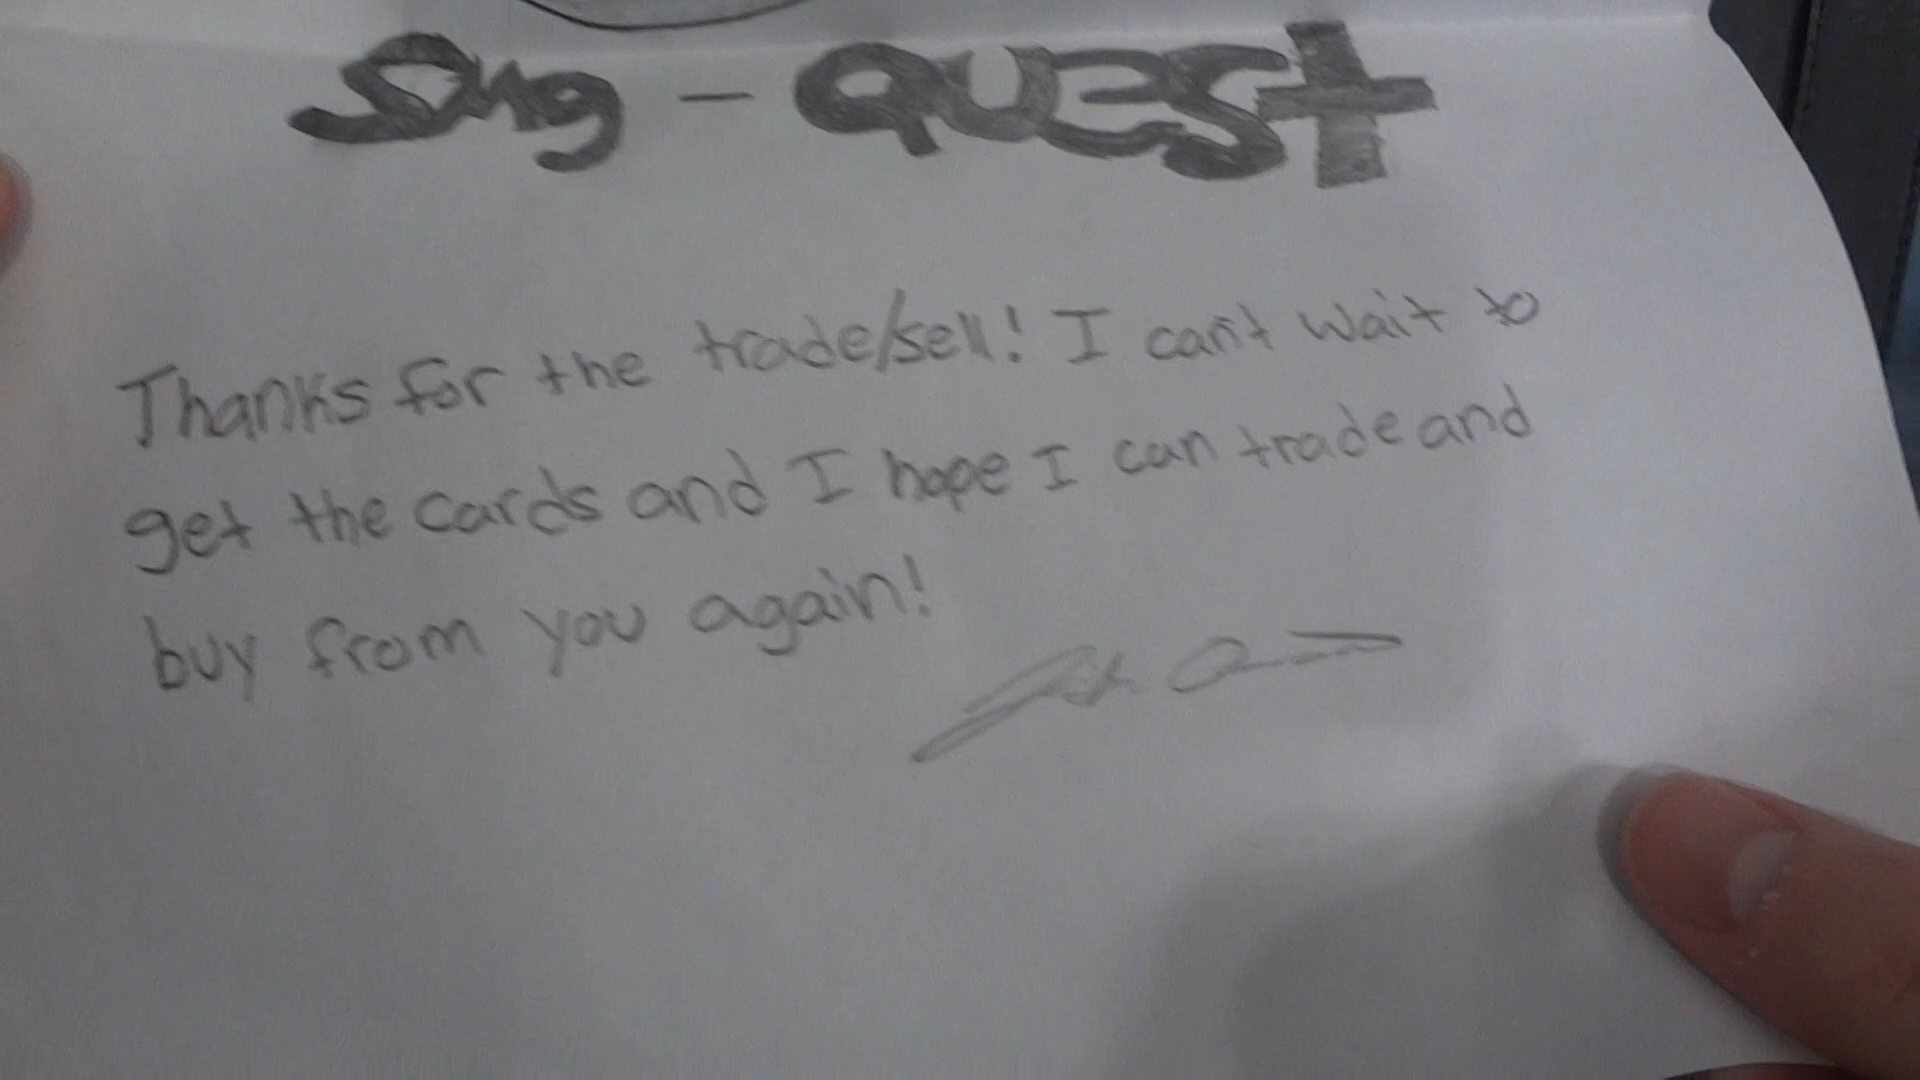 Sng - QUEST
Thanks for the trade/sell! I can't wait to
get the cards and I hope I can trade and
buy from you again!